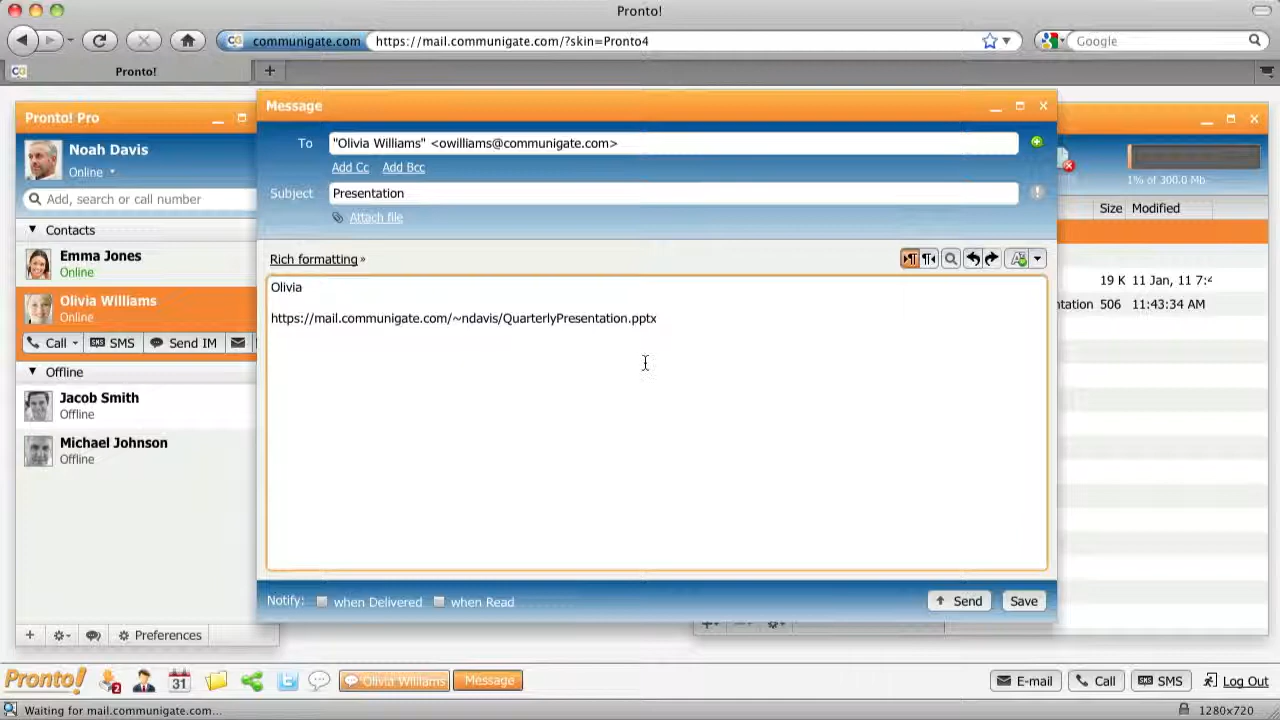 Pronto!
communigate.com
https://mail.communigate.com/?skin=Pronto4
Google
CG
Pronto!
Pronto! Pro
Noah Davis
Online
Add, search or call number
Contacts
Emma Jones
Online
Olivia Williams
Online
Call
SMS
Send IM
Offline
Jacob Smith
Offline
Michael Johnson
Offline
Preferences
Message
To
"Olivia Williams" <owilliams@communigate.com>
Add Cc
Add Bcc
Subject
Presentation
Attach file
Rich formatting »
Olivia
https://mail.communigate.com/~ndavis/QuarterlyPresentation.pptx
Notify:
when Delivered
when Read
Send
Save
1% of 300.0 Mb
Size
Modified
19 K
11 Jan, 11 7:4
ntation
506
11:43:34 AM
Pronto!
2
31
Olivia Williams
Message
E-mail
Call
SMS
Log Out
Waiting for mail.communigate.com...
1280x720